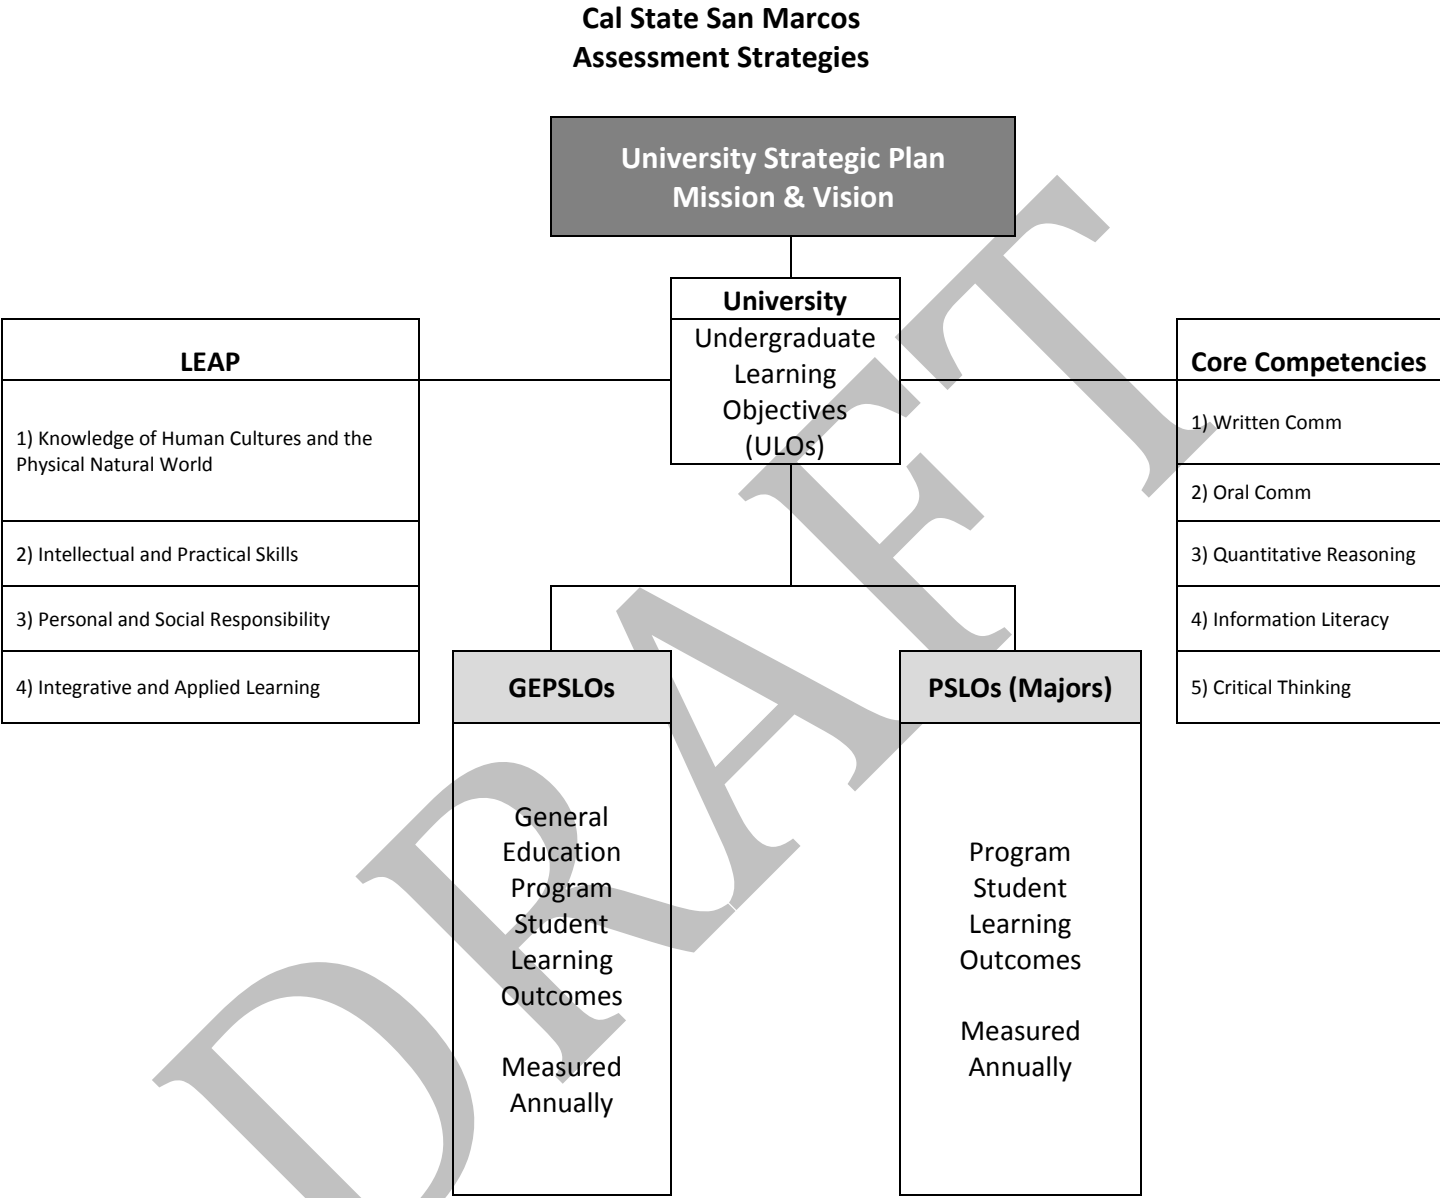 Cal State San Marcos
Assessment Strategies
University Strategic Plan
Mission & Vision
University
Undergraduate
Learning
Objectives
(ULOs)
LEAP
1) Knowledge of Human Cultures and the
Physical Natural World
2) Intellectual and Practical Skills
3) Personal and Social Responsibility
4) Integrative and Applied Learning
Core Competencies
1) Written Comm
2) Oral Comm
3) Quantitative Reasoning
4) Information Literacy
5) Critical Thinking
GEPSLOs
General
Education
Program
Student
Learning
Outcomes
Measured
Annually
PSLOs (Majors)
Program
Student
Learning
Outcomes
Measured
Annually
DRAFT